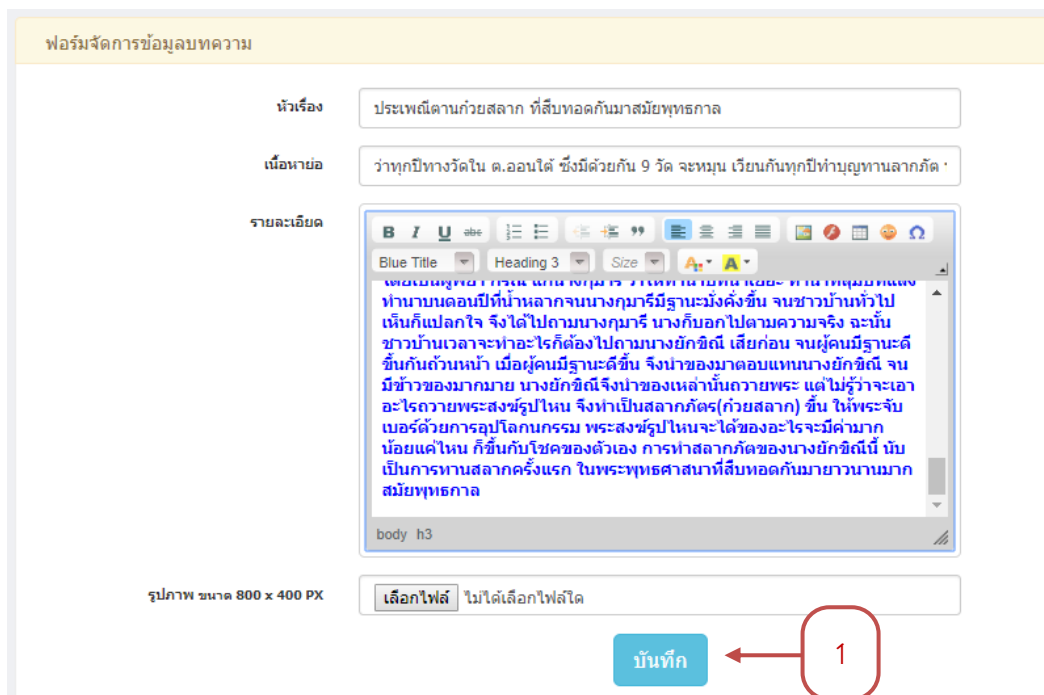 ฟอร์มจัดการข้อมูลบทความ
หัวเรื่อง
ประเพณีตานก๋วยสลาก ที่สืบทอดกันมาสมัยพุทธกาล
เนื้อหาย่อ
ว่าทุกปีทางวัดใน ต.ออนใต้ ซึ่งมีด้วยกัน 9 วัด จะหมุน เวียนกันทุกปีทำบุญทานลากภัต
รายละเอียด
B I U abc
Blue Title Heading 3 Size A A
ทำนาบนดอนปีที่น้ำหลากจนนางกุมารีมีฐานะมั่งคั่งขึ้น จนชาวบ้านทั่วไป
เห็นก็แปลกใจ จึงได้ไปถามนางกุมารี นางก็บอกไปตามความจริง ฉะนั้น
ชาวบ้านเวลาจะทำอะไรก็ต้องไปถามนางยักขิณี เสียก่อน จนผู้คนมีฐานะดี
ขึ้นกันถ้วนหน้า เมื่อผู้คนมีฐานะดีขึ้น จึงนำของมาตอบแทนนางยักขิณี จน
มีข้าวของมากมาย นางยักขิณีจึงนำของเหล่านั้นถวายพระ แต่ไม่รู้ว่าจะเอา
อะไรถวายพระสงฆ์รูปไหน จึงทำเป็นสลากภัตร(ก๋วยสลาก) ขึ้น ให้พระจับ
เบอร์ด้วยการอุปโลกนกรรม พระสงฆ์รูปไหนจะได้ของอะไรจะมีค่ามาก
น้อยแค่ไหน ก็ขึ้นกับโชคของตัวเอง การทำสลากภัตของนางยักขิณีนี้ นับ
เป็นการทานสลากครั้งแรก ในพระพุทธศาสนาที่สืบทอดกันมายาวนานมาก
สมัยพุทธกาล
body h3
รูปภาพ ขนาด 800 x 400 PX
เลือกไฟล์ ไม่ได้เลือกไฟล์ใด
บันทึก
1